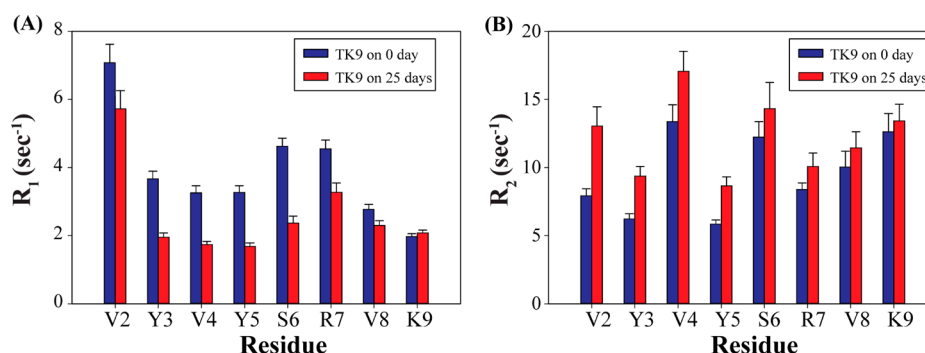 (A)
8
6
4
2
0
R1 (sec-1)
TK9 on 0 day
TK9 on 25 days
V2 Y3 V4 Y5 S6 R7 V8 K9
Residue
(B)
20
15
10
5
0
R2 (sec-1)
TK9 on 0 day
TK9 on 25 days
V2 Y3 V4 Y5 S6 R7 V8 K9
Residue